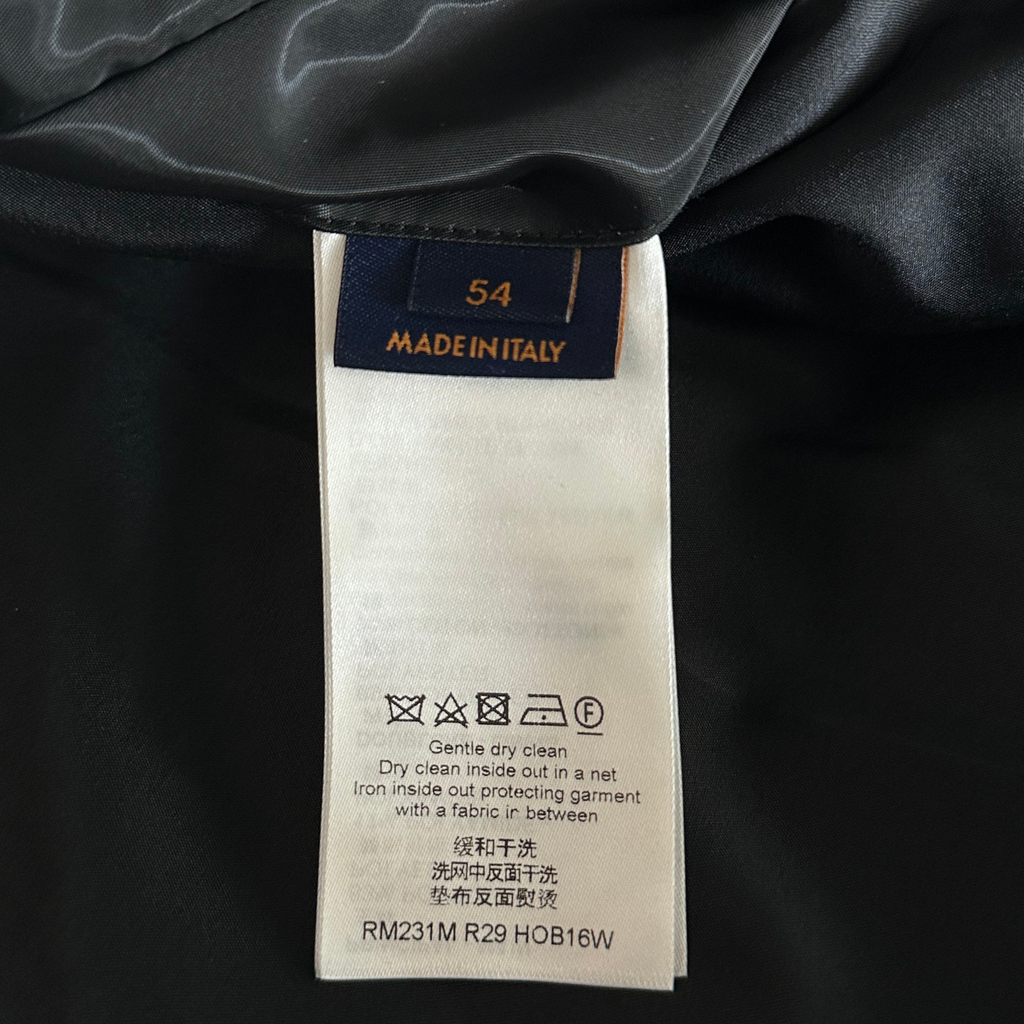 54
MADE IN ITALY
F
Gentle dry clean
Dry clean inside out in a net
Iron inside out protecting garment
with a fabric in between
缓和干洗
洗网中反面干洗
垫布反面熨烫
RM231M R29 HOB16W